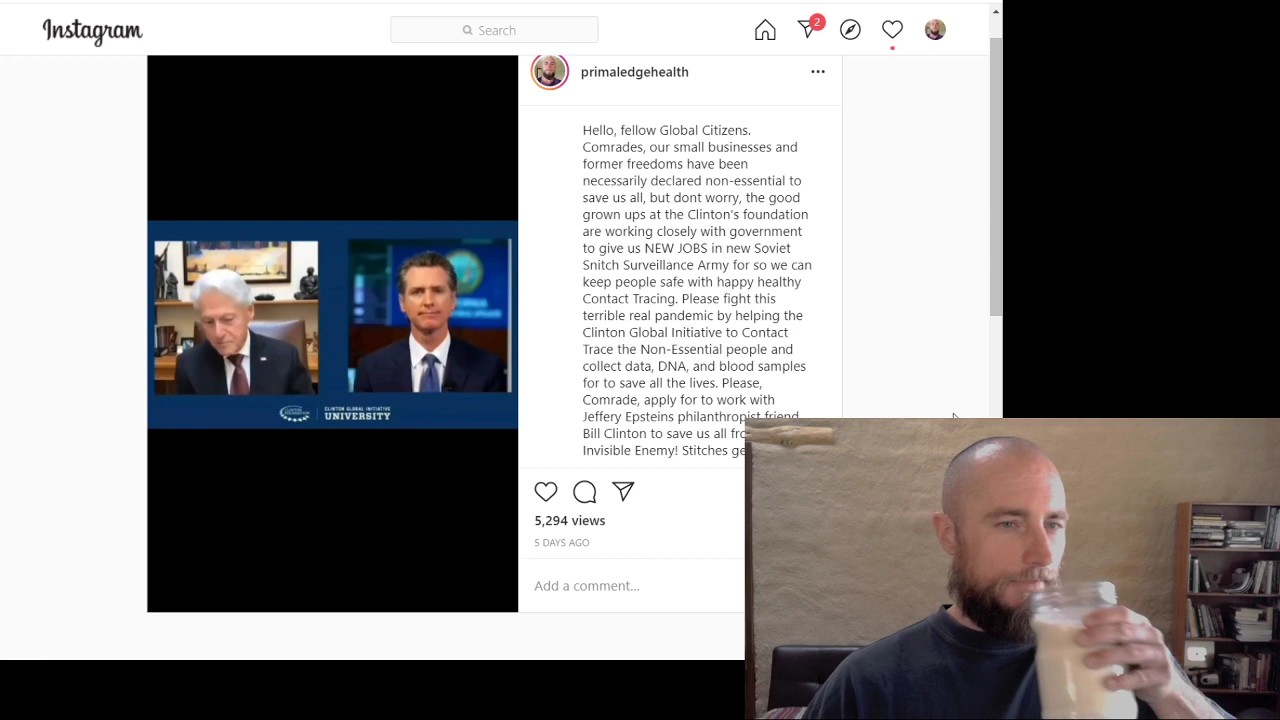 Instagram
Search
2
primaledgehealth
Hello, fellow Global Citizens.
Comrades, our small businesses and
former freedoms have been
necessarily declared non-essential to
save us all, but dont worry, the good
grown ups at the Clinton's foundation
are working closely with government
to give us NEW JOBS in new Soviet
Snitch Surveillance Army for so we can
keep people safe with happy healthy
Contact Tracing. Please fight this
terrible real pandemic by helping the
Clinton Global Initiative to Contact
Trace the Non-Essential people and
collect data, DNA, and blood samples
for to save all the lives. Please,
Comrade, apply for to work with
Jeffery Epsteins philanthropist friend
Bill Clinton to save us all
Invisible Enemy! Stitches
CLINTON FOUNDATION
CLINTON GLOBAL INITIATIVE
UNIVERSITY
5,294 views
5 DAYS AGO
Add a comment...